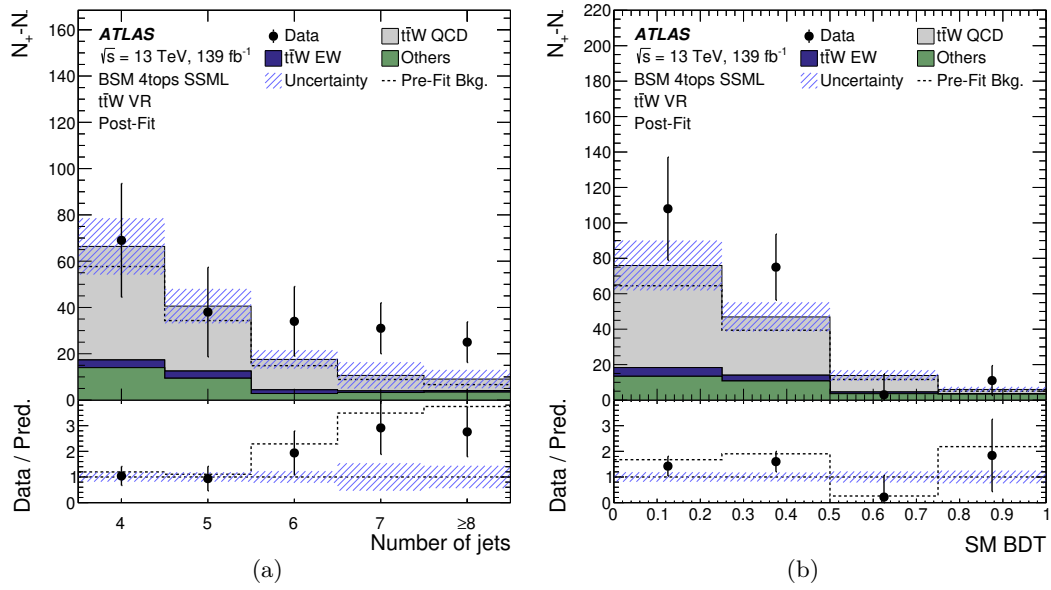 N₊-N₋
160
140
120
100
80
60
40
20
0
ATLAS
√s = 13 TeV, 139 fb⁻¹
BSM 4tops SSML
tt̄W VR
Post-Fit
Data
tt̄W QCD
tt̄W EW
Others
Uncertainty
Pre-Fit Bkg.
Data / Pred.
3
2
1
0
4 5 6 7 ≥8
Number of jets
(a)
N₊-N₋
220
200
180
160
140
120
100
80
60
40
20
0
ATLAS
√s = 13 TeV, 139 fb⁻¹
BSM 4tops SSML
tt̄W VR
Post-Fit
Data
tt̄W QCD
tt̄W EW
Others
Uncertainty
Pre-Fit Bkg.
Data / Pred.
3
2
1
0
0 0.1 0.2 0.3 0.4 0.5 0.6 0.7 0.8 0.9 1
SM BDT
(b)